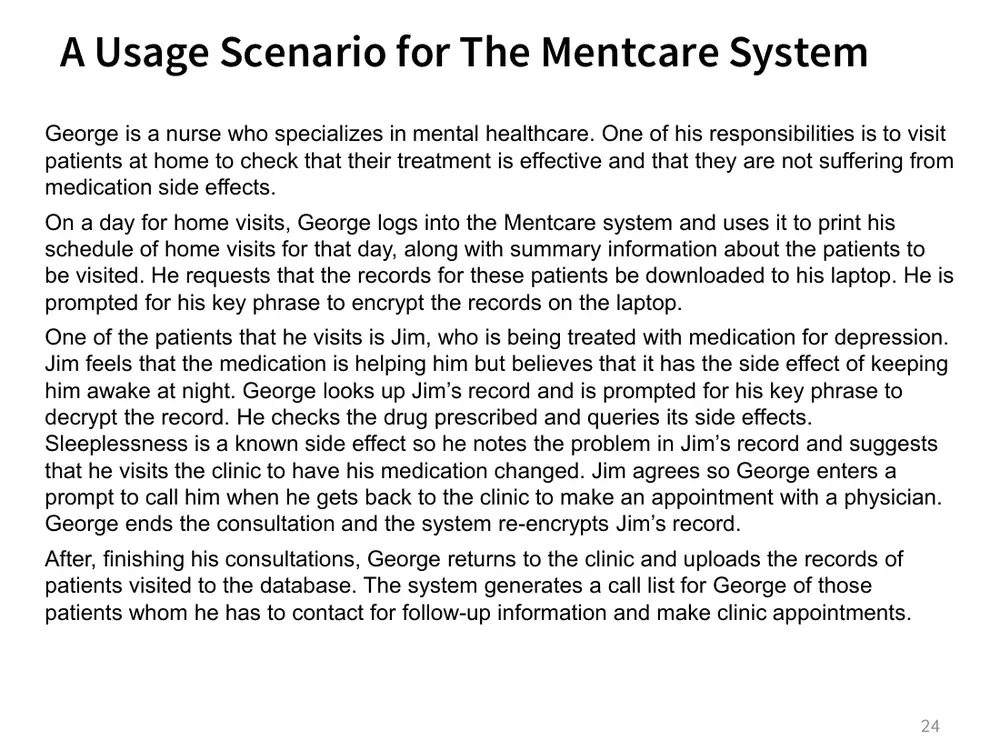 A Usage Scenario for The Mentcare System
George is a nurse who specializes in mental healthcare. One of his responsibilities is to visit
patients at home to check that their treatment is effective and that they are not suffering from
medication side effects.
On a day for home visits, George logs into the Mentcare system and uses it to print his
schedule of home visits for that day, along with summary information about the patients to
be visited. He requests that the records for these patients be downloaded to his laptop. He is
prompted for his key phrase to encrypt the records on the laptop.
One of the patients that he visits is Jim, who is being treated with medication for depression.
Jim feels that the medication is helping him but believes that it has the side effect of keeping
him awake at night. George looks up Jim’s record and is prompted for his key phrase to
decrypt the record. He checks the drug prescribed and queries its side effects.
Sleeplessness is a known side effect so he notes the problem in Jim’s record and suggests
that he visits the clinic to have his medication changed. Jim agrees so George enters a
prompt to call him when he gets back to the clinic to make an appointment with a physician.
George ends the consultation and the system re-encrypts Jim’s record.
After, finishing his consultations, George returns to the clinic and uploads the records of
patients visited to the database. The system generates a call list for George of those
patients whom he has to contact for follow-up information and make clinic appointments.
24